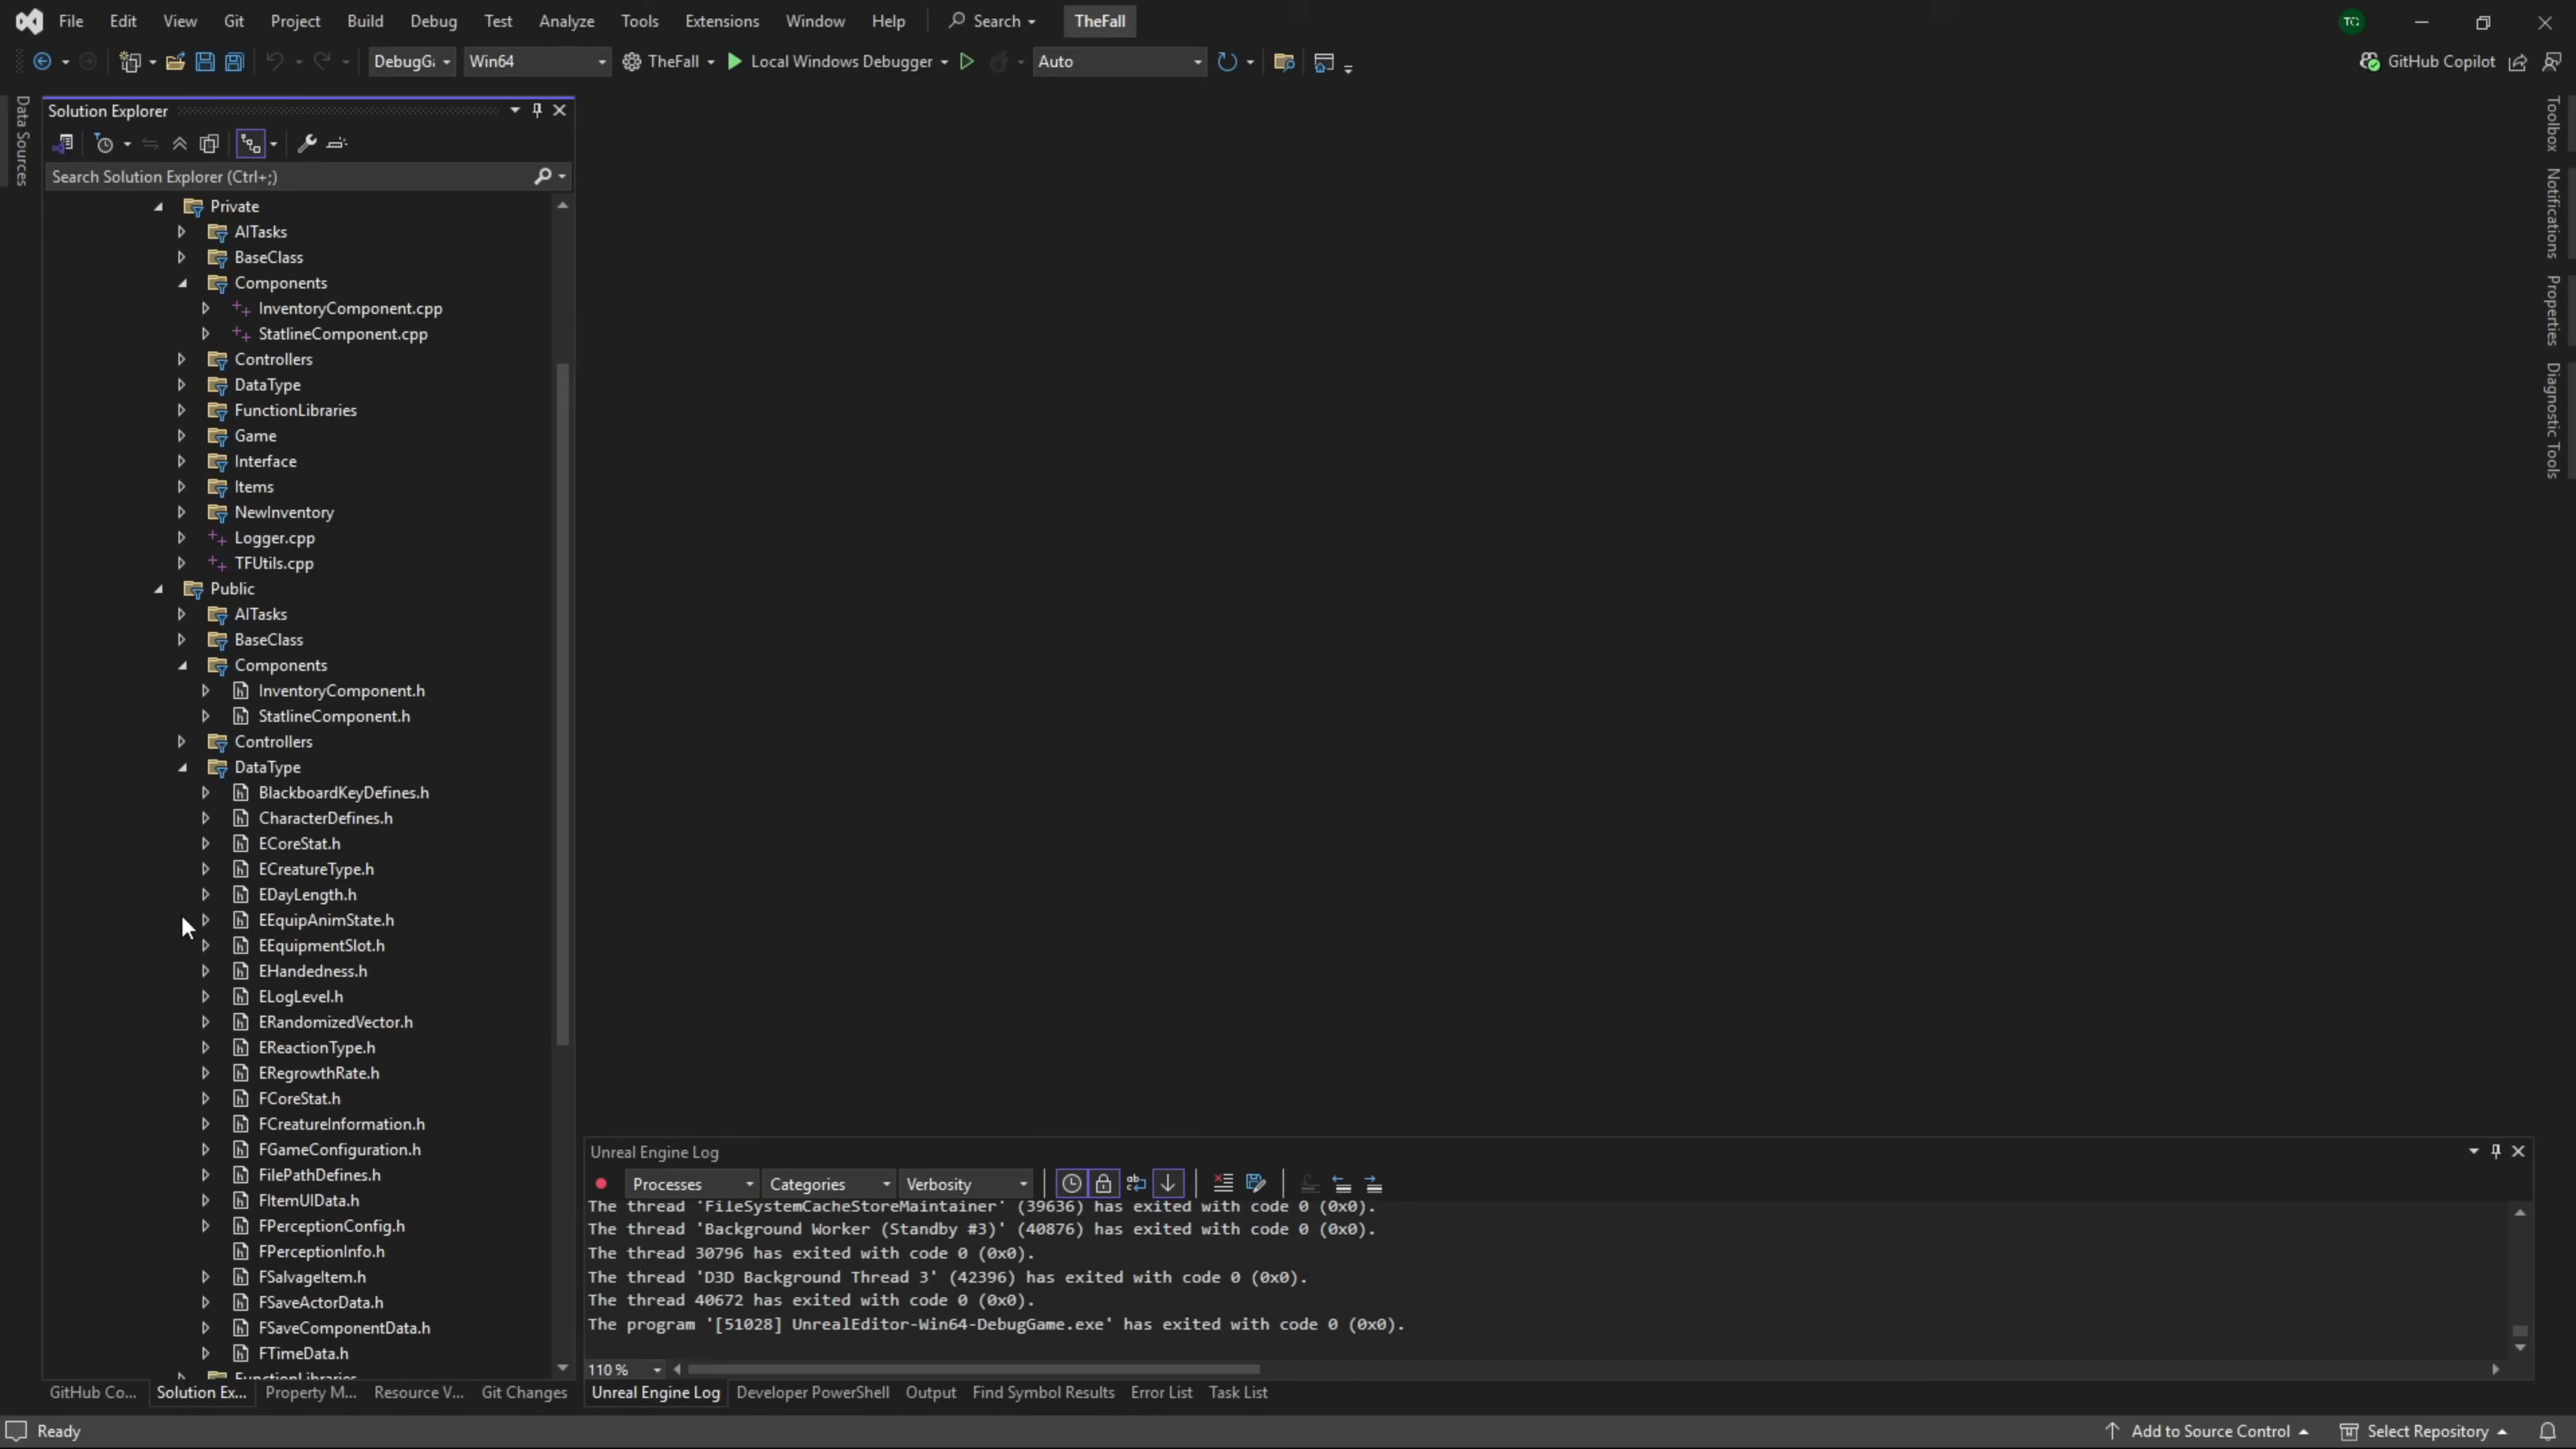 File Edit View Git Project Build Debug Test Analyze Tools Extensions Window Help Search TheFall TC
DebugG Win64 TheFall Local Windows Debugger Auto GitHub Copilot
Data Sources
Solution Explorer
Search Solution Explorer (Ctrl+;)
Private
AITasks
BaseClass
Components
InventoryComponent.cpp
StatlineComponent.cpp
Controllers
DataType
FunctionLibraries
Game
Interface
Items
NewInventory
Logger.cpp
TFUtils.cpp
Public
AITasks
BaseClass
Components
InventoryComponent.h
StatlineComponent.h
Controllers
DataType
BlackboardKeyDefines.h
CharacterDefines.h
ECoreStat.h
ECreatureType.h
EDayLength.h
EEquipAnimState.h
EEquipmentSlot.h
EHandedness.h
ELogLevel.h
ERandomizedVector.h
EReactionType.h
ERegrowthRate.h
FCoreStat.h
FCreatureInformation.h
FGameConfiguration.h
FilePathDefines.h
FItemUIData.h
FPerceptionConfig.h
FPerceptionInfo.h
FSalvageItem.h
FSaveActorData.h
FSaveComponentData.h
FTimeData.h
FunctionLibraries
GitHub Co... Solution Ex... Property M... Resource V... Git Changes
Toolbox
Notifications
Properties
Diagnostic Tools
Unreal Engine Log
Processes Categories Verbosity
The thread 'FileSystemCacheStoreMaintainer' (39636) has exited with code 0 (0x0).
The thread 'Background Worker (Standby #3)' (40876) has exited with code 0 (0x0).
The thread 30796 has exited with code 0 (0x0).
The thread 'D3D Background Thread 3' (42396) has exited with code 0 (0x0).
The thread 40672 has exited with code 0 (0x0).
The program '[51028] UnrealEditor-Win64-DebugGame.exe' has exited with code 0 (0x0).
110 %
Unreal Engine Log Developer PowerShell Output Find Symbol Results Error List Task List
Ready Add to Source Control Select Repository